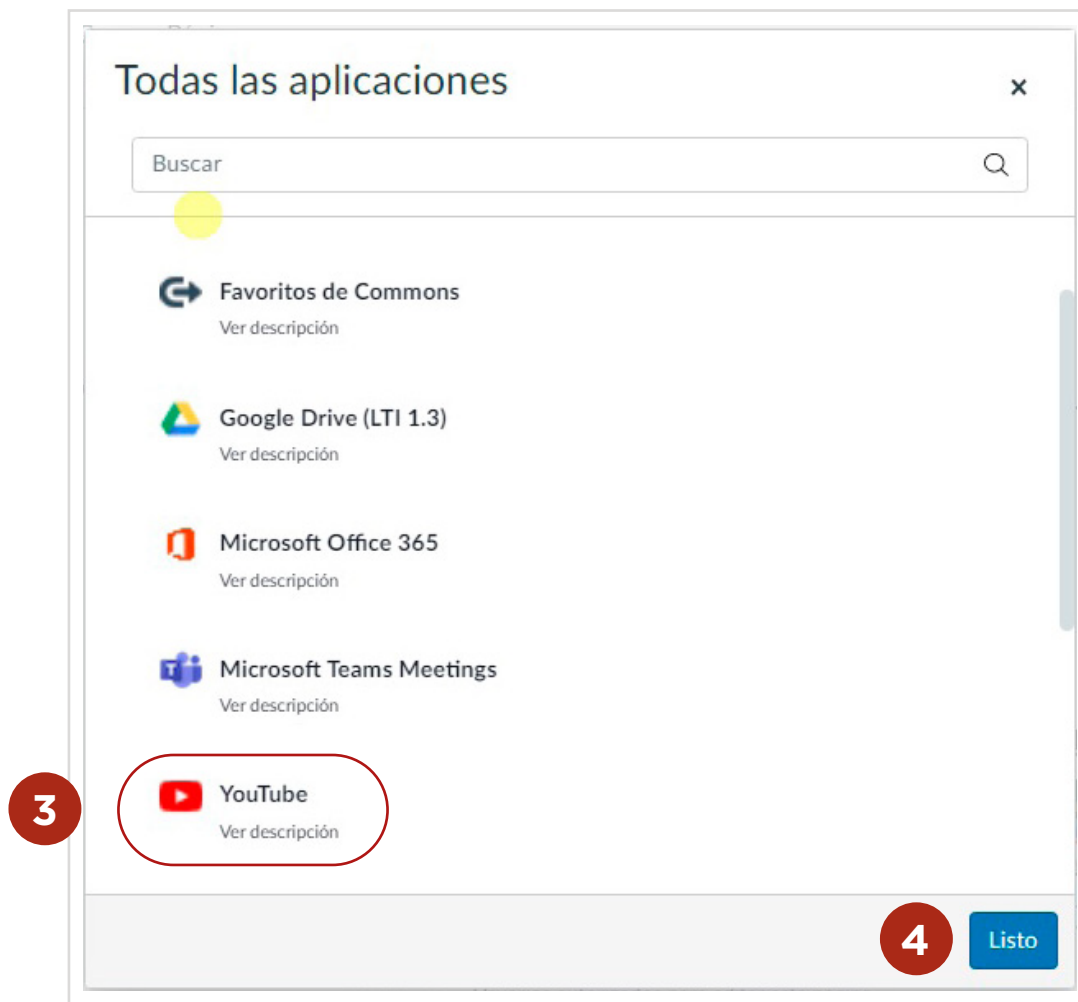 Todas las aplicaciones
×
Buscar
Favoritos de Commons
Ver descripción
Google Drive (LTI 1.3)
Ver descripción
Microsoft Office 365
Ver descripción
Microsoft Teams Meetings
Ver descripción
3
YouTube
Ver descripción
4
Listo